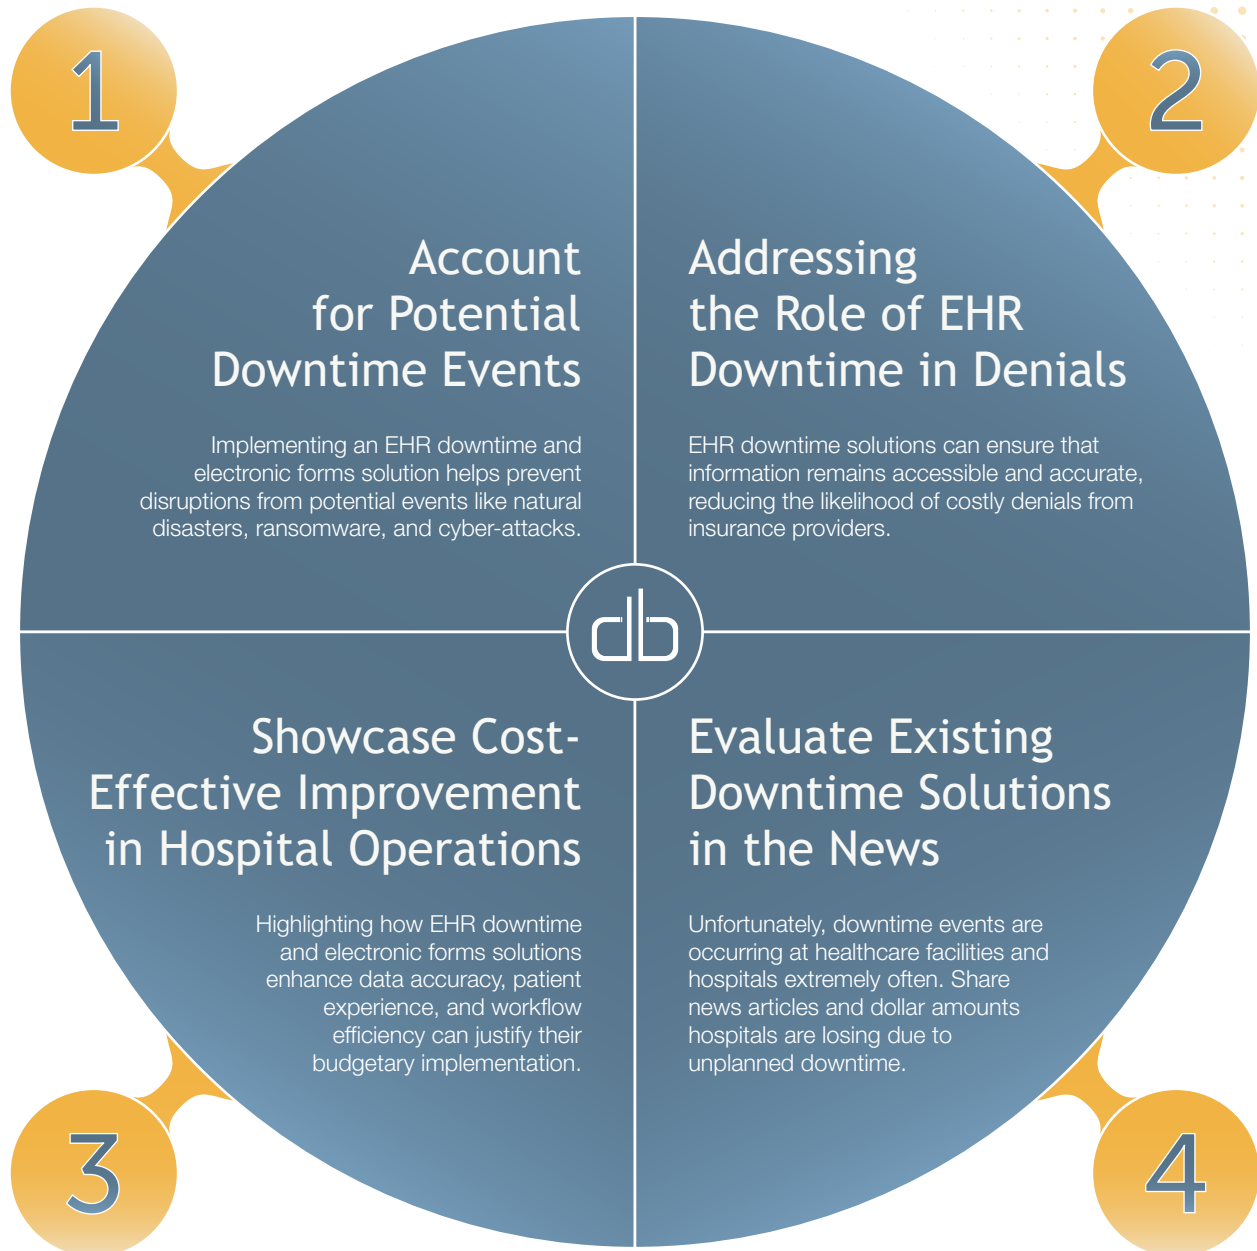 1
Account
for Potential
Downtime Events
Implementing an EHR downtime and
electronic forms solution helps prevent
disruptions from potential events like natural
disasters, ransomware, and cyber-attacks.
2
Addressing
the Role of EHR
Downtime in Denials
EHR downtime solutions can ensure that
information remains accessible and accurate,
reducing the likelihood of costly denials from
insurance providers.
db
3
Showcase Cost-
Effective Improvement
in Hospital Operations
Highlighting how EHR downtime
and electronic forms solutions
enhance data accuracy, patient
experience, and workflow
efficiency can justify their
budgetary implementation.
4
Evaluate Existing
Downtime Solutions
in the News
Unfortunately, downtime events are
occurring at healthcare facilities and
hospitals extremely often. Share
news articles and dollar amounts
hospitals are losing due to
unplanned downtime.